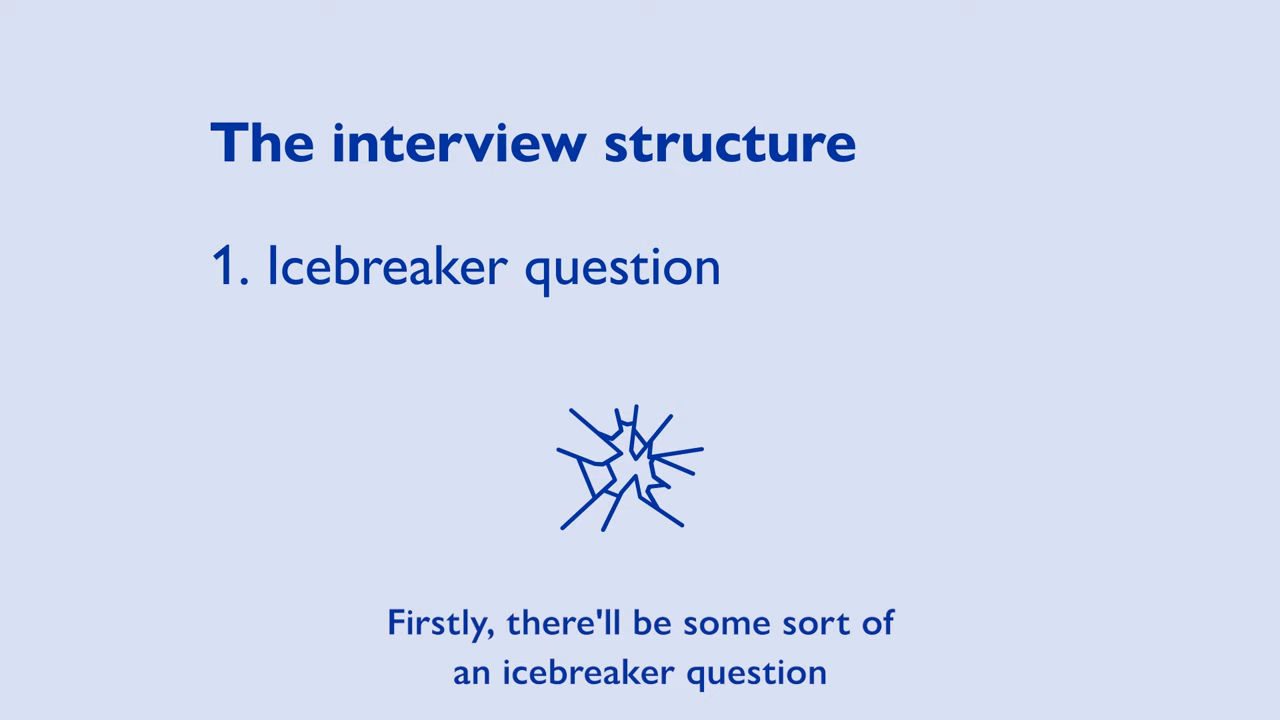 The interview structure
1. Icebreaker question
Firstly, there'll be some sort of
an icebreaker question